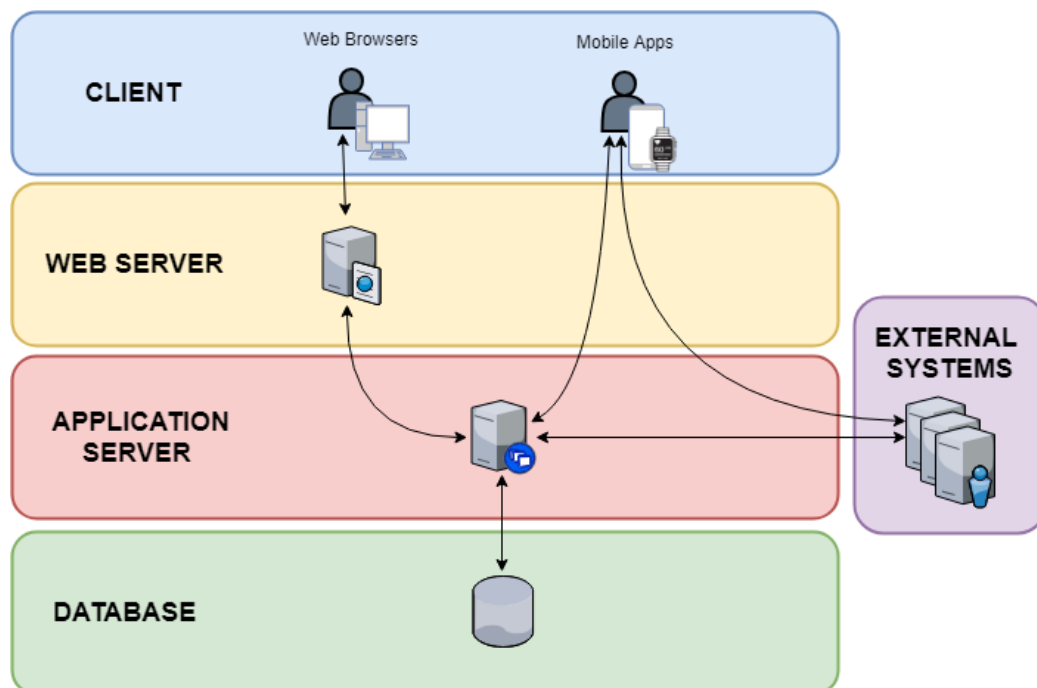 Web Browsers
Mobile Apps
CLIENT
WEB SERVER
EXTERNAL
SYSTEMS
APPLICATION
SERVER
DATABASE